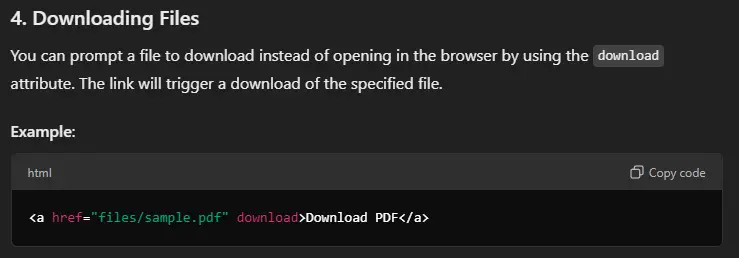 4. Downloading Files
You can prompt a file to download instead of opening in the browser by using the download
attribute. The link will trigger a download of the specified file.
Example:
html Copy code
<a href="files/sample.pdf" download>Download PDF</a>